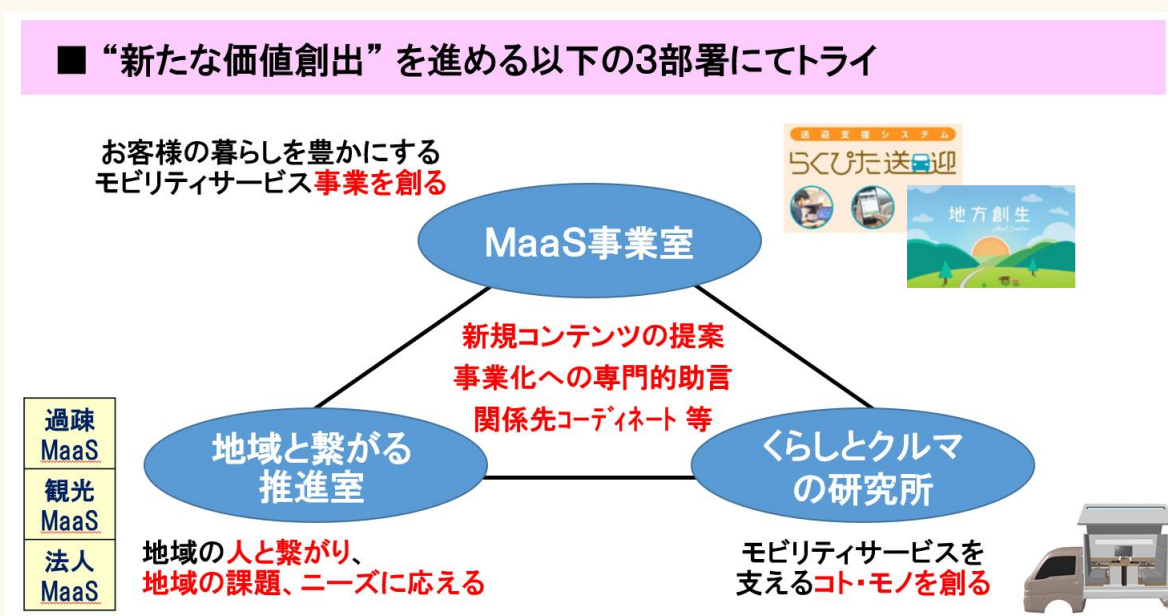 ■ “新たな価値創出” を進める以下の3部署にてトライ
お客様の暮らしを豊かにする
モビリティサービス事業を創る
送迎支援システム
らくぴた送迎
地方創生
MaaS事業室
新規コンテンツの提案
事業化への専門的助言
関係先コーディネート 等
過疎
MaaS
観光
MaaS
法人
MaaS
地域と繋がる
推進室
くらしとクルマ
の研究所
地域の人と繋がり、
地域の課題、ニーズに応える
モビリティサービスを
支えるコト・モノを創る